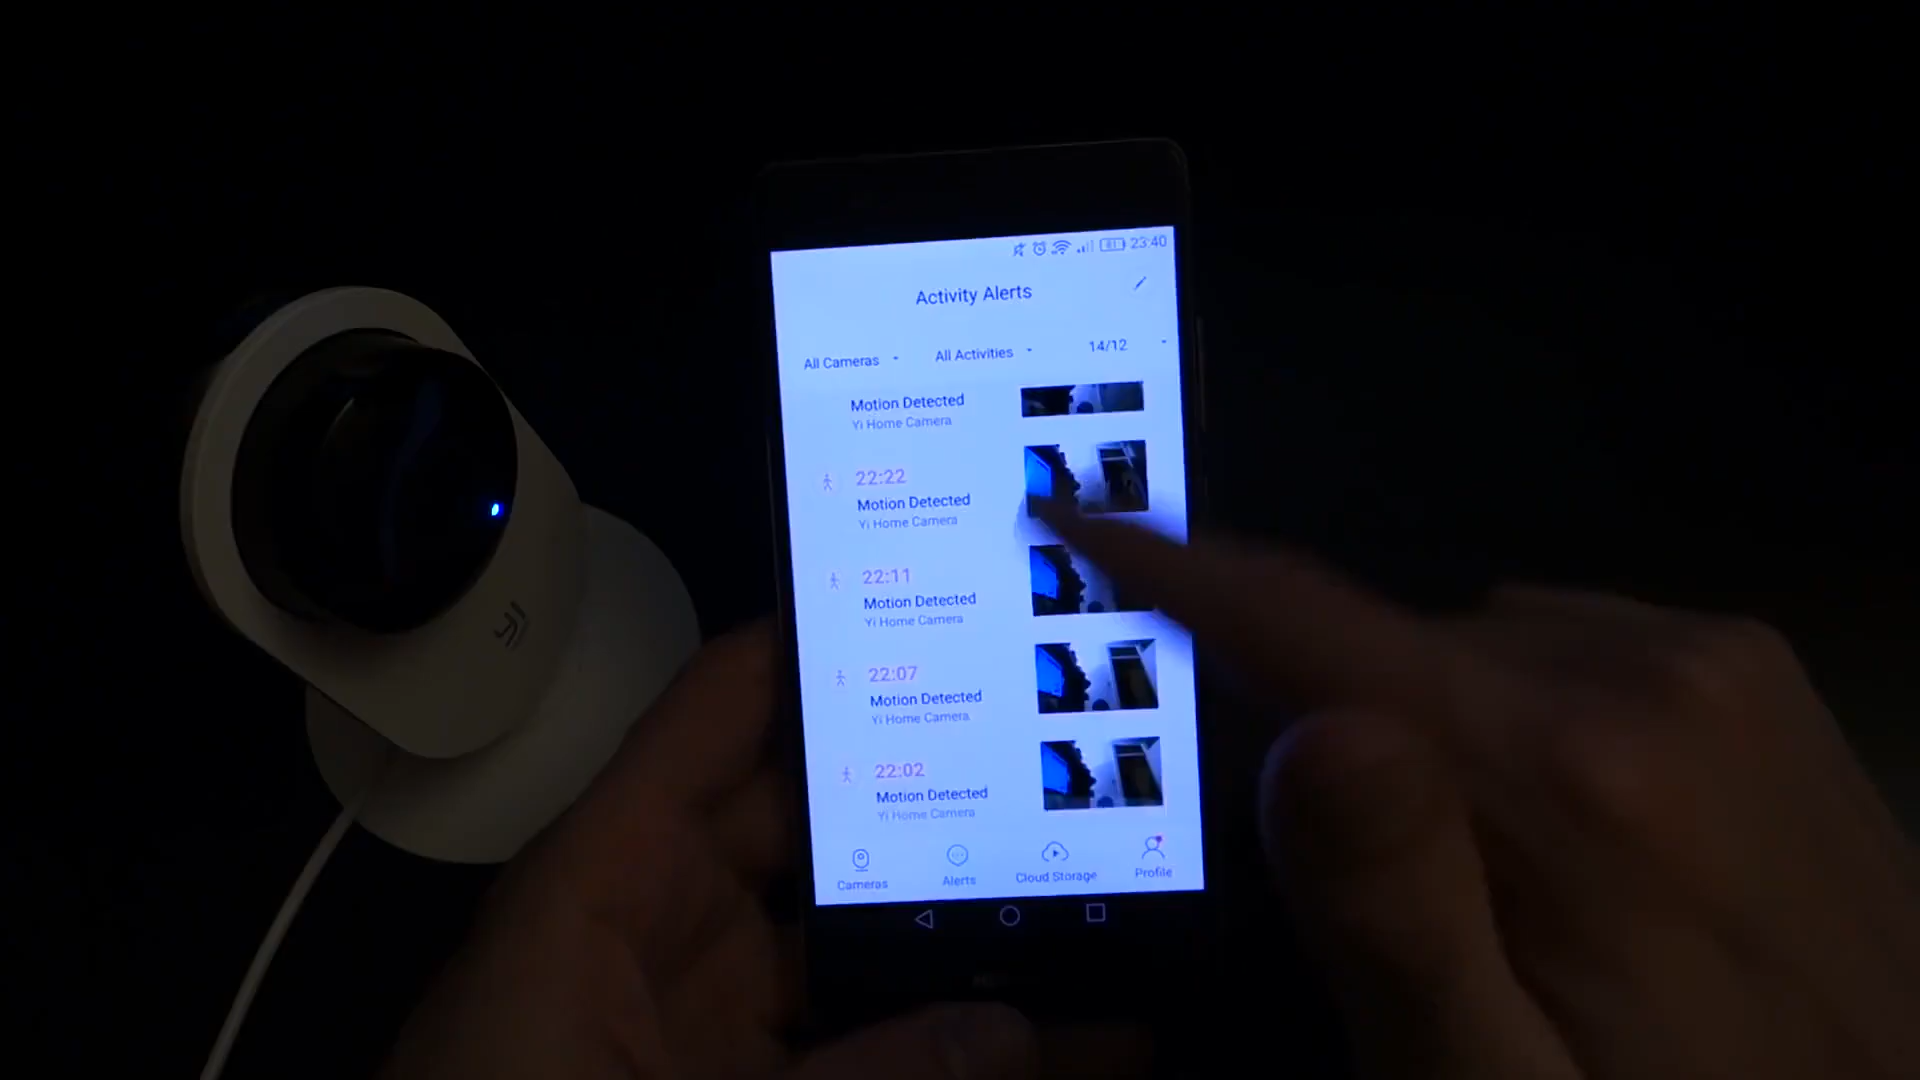 81 23:40
Activity Alerts
All Cameras All Activities 14/12
Motion Detected
Yi Home Camera
22:22
Motion Detected
Yi Home Camera
22:11
Motion Detected
Yi Home Camera
22:07
Motion Detected
Yi Home Camera
22:02
Motion Detected
Yi Home Camera
Cameras Alerts Cloud Storage Profile
yi